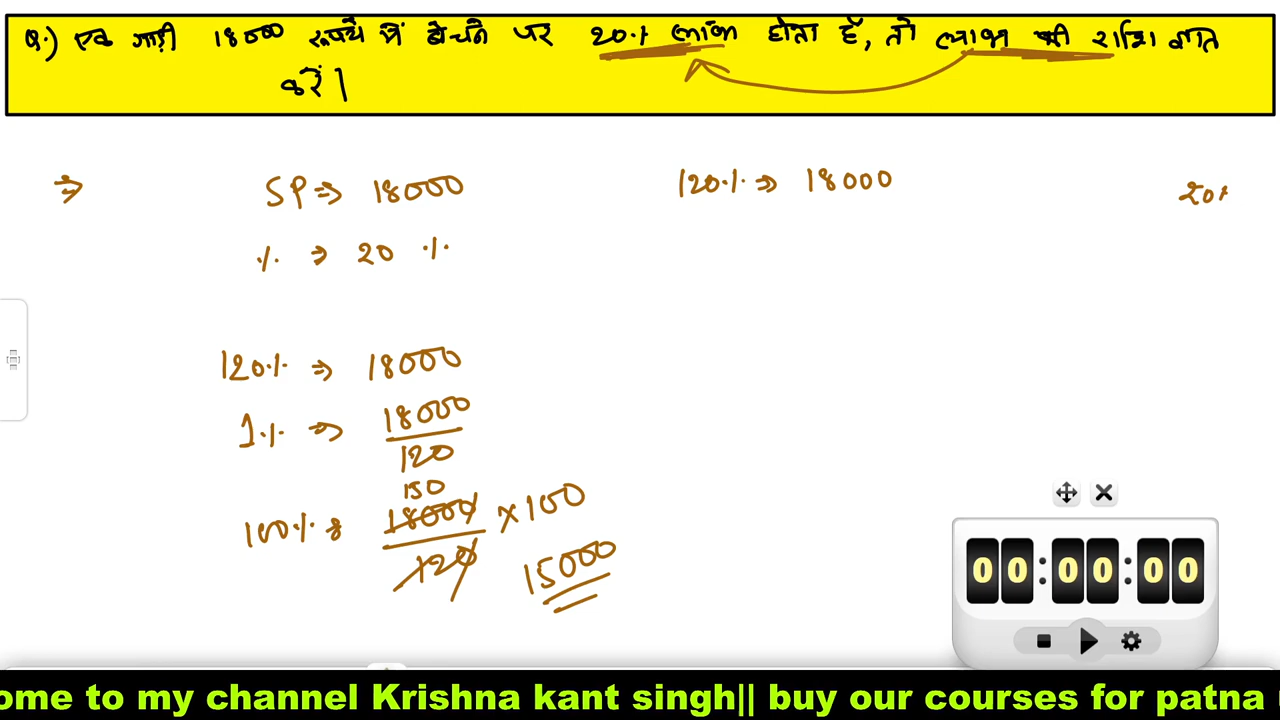 Q.) एक गाड़ी 18000 रूपये में बेचने पर 20% लाभ होता है, तो लाभ की राशि ज्ञात
करें।
⇒ SP ⇒ 18000
% ⇒ 20 %
120% ⇒ 18000
1% ⇒ 18000/120
150
100% ⇒ 18000/120 × 100
15000
120% ⇒ 18000
20%
00:00:00
ome to my channel Krishna kant singh|| buy our courses for patna